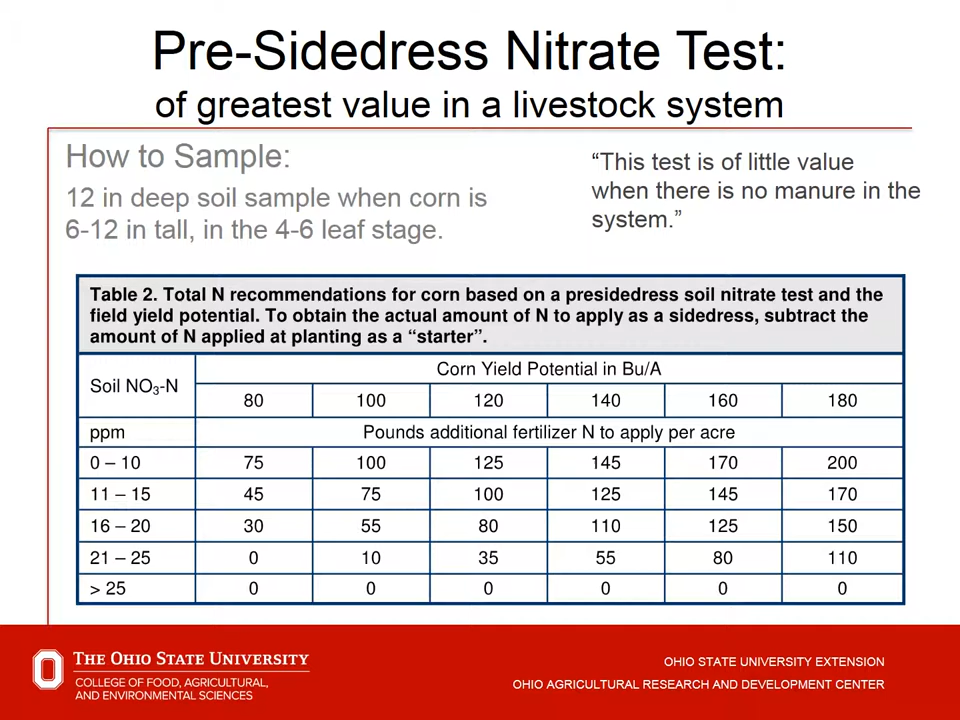 Pre-Sidedress Nitrate Test:
of greatest value in a livestock system
How to Sample:
12 in deep soil sample when corn is
6-12 in tall, in the 4-6 leaf stage.
“This test is of little value
when there is no manure in the
system.”
Table 2. Total N recommendations for corn based on a presidedress soil nitrate test and the
field yield potential. To obtain the actual amount of N to apply as a sidedress, subtract the
amount of N applied at planting as a “starter”.
Soil NO₃-N
Corn Yield Potential in Bu/A
80 100 120 140 160 180
ppm Pounds additional fertilizer N to apply per acre
0 – 10 75 100 125 145 170 200
11 – 15 45 75 100 125 145 170
16 – 20 30 55 80 110 125 150
21 – 25 0 10 35 55 80 110
> 25 0 0 0 0 0 0
THE OHIO STATE UNIVERSITY
COLLEGE OF FOOD, AGRICULTURAL,
AND ENVIRONMENTAL SCIENCES
OHIO STATE UNIVERSITY EXTENSION
OHIO AGRICULTURAL RESEARCH AND DEVELOPMENT CENTER